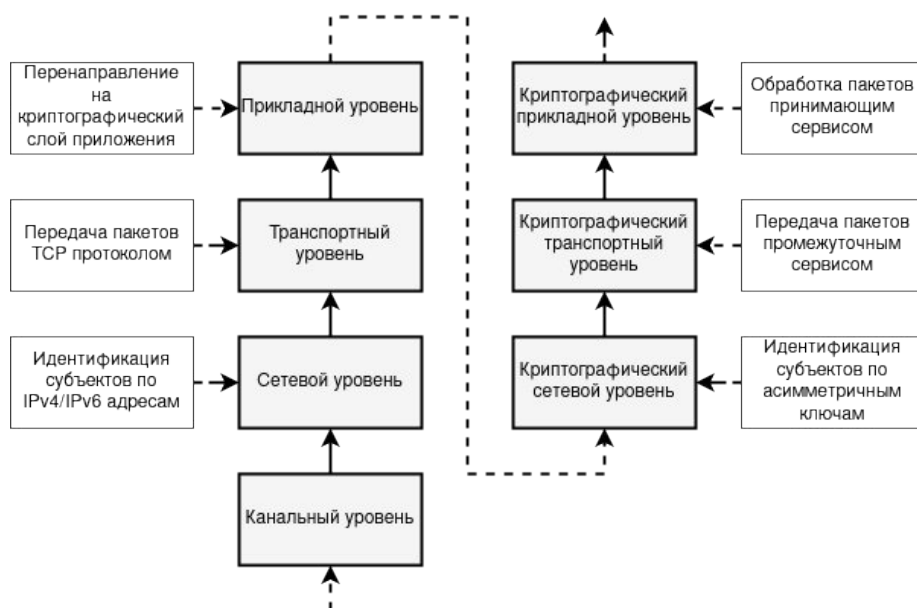 Перенаправление
на
криптографический
слой приложения
Прикладной уровень
Криптографический
прикладной уровень
Обработка пакетов
принимающим
сервисом
Передача пакетов
TCP протоколом
Транспортный
уровень
Криптографический
транспортный
уровень
Передача пакетов
промежуточным
сервисом
Идентификация
субъектов по
IPv4/IPv6 адресам
Сетевой уровень
Криптографический
сетевой уровень
Идентификация
субъектов по
асимметричным
ключам
Канальный уровень